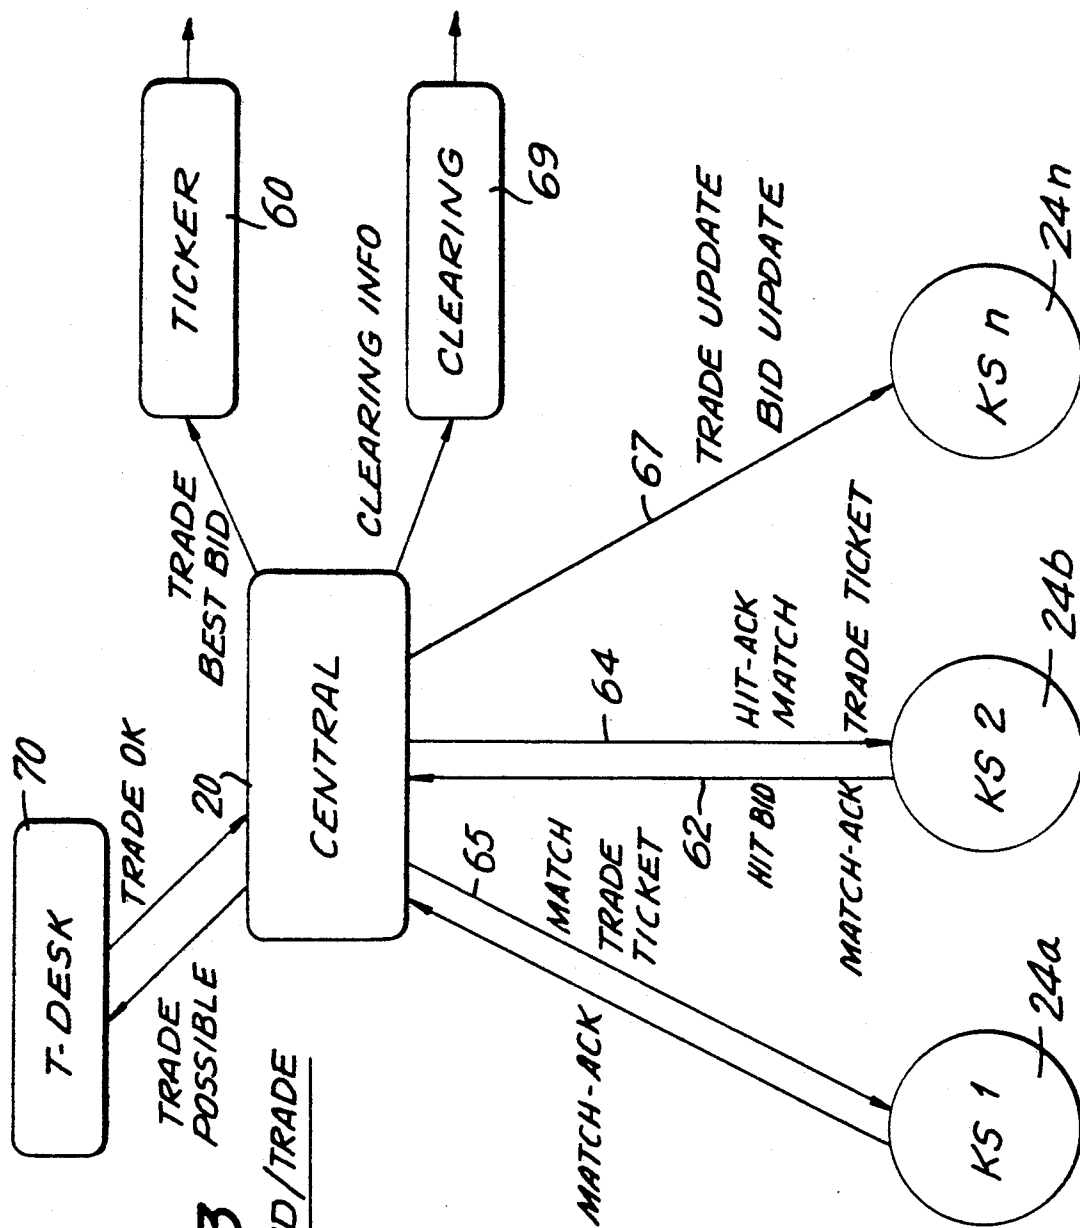 T-DESK
70
TRADE OK
TRADE
POSSIBLE
3
D/TRADE
20
CENTRAL
TRADE
BEST BID
TICKER
60
CLEARING INFO
CLEARING
69
65
MATCH
TRADE
TICKET
MATCH-ACK
62
HIT BID
MATCH-ACK
64
HIT-ACK
MATCH
TRADE TICKET
67
TRADE UPDATE
BID UPDATE
KS 1
24a
KS 2
24b
KS n
24n